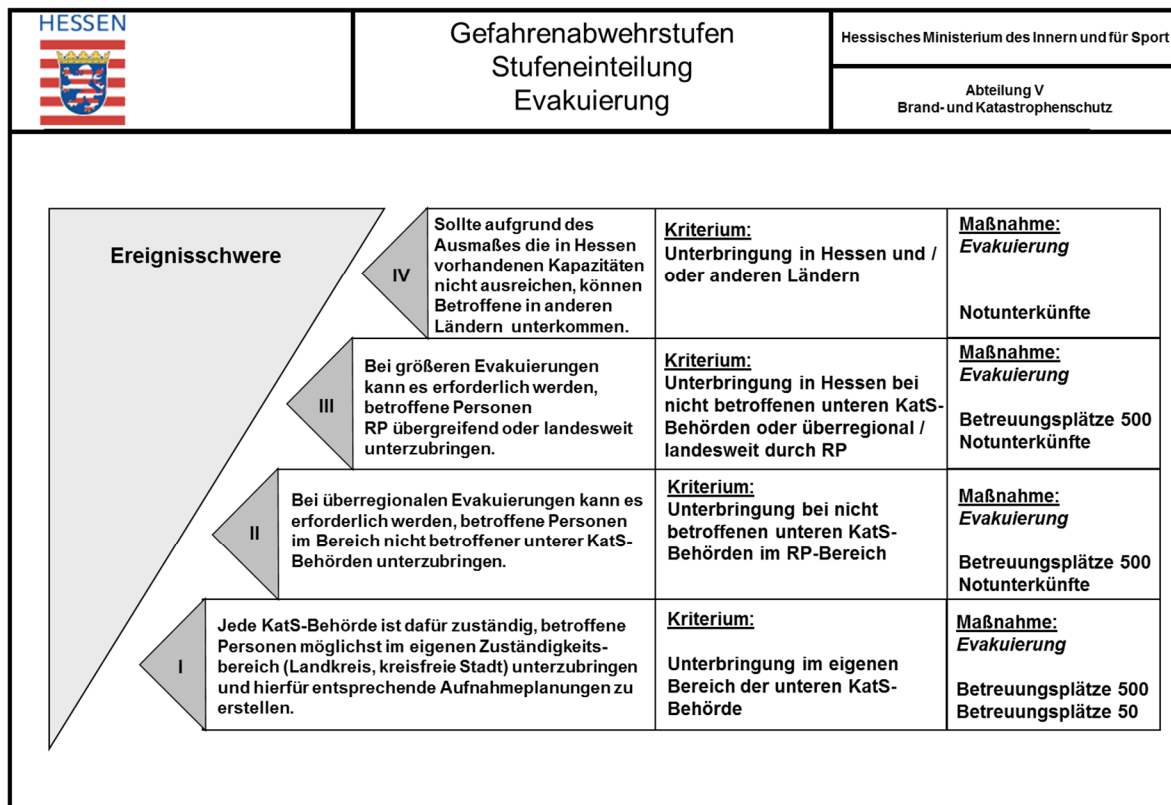 HESSEN
Gefahrenabwehrstufen
Stufeneinteilung
Evakuierung
Hessisches Ministerium des Innern und für Sport
Abteilung V
Brand- und Katastrophenschutz
Ereignisschwere
IV
Sollte aufgrund des
Ausmaßes die in Hessen
vorhandenen Kapazitäten
nicht ausreichen, können
Betroffene in anderen
Ländern unterkommen.
Kriterium:
Unterbringung in Hessen und /
oder anderen Ländern
Maßnahme:
Evakuierung
Notunterkünfte
III
Bei größeren Evakuierungen
kann es erforderlich werden,
betroffene Personen
RP übergreifend oder landesweit
unterzubringen.
Kriterium:
Unterbringung in Hessen bei
nicht betroffenen unteren KatS-
Behörden oder überregional /
landesweit durch RP
Maßnahme:
Evakuierung
Betreuungsplätze 500
Notunterkünfte
II
Bei überregionalen Evakuierungen kann es
erforderlich werden, betroffene Personen
im Bereich nicht betroffener unterer KatS-
Behörden unterzubringen.
Kriterium:
Unterbringung bei nicht
betroffenen unteren KatS-
Behörden im RP-Bereich
Maßnahme:
Evakuierung
Betreuungsplätze 500
Notunterkünfte
I
Jede KatS-Behörde ist dafür zuständig, betroffene
Personen möglichst im eigenen Zuständigkeits-
bereich (Landkreis, kreisfreie Stadt) unterzubringen
und hierfür entsprechende Aufnahmeplanungen zu
erstellen.
Kriterium:
Unterbringung im eigenen
Bereich der unteren KatS-
Behörde
Maßnahme:
Evakuierung
Betreuungsplätze 500
Betreuungsplätze 50